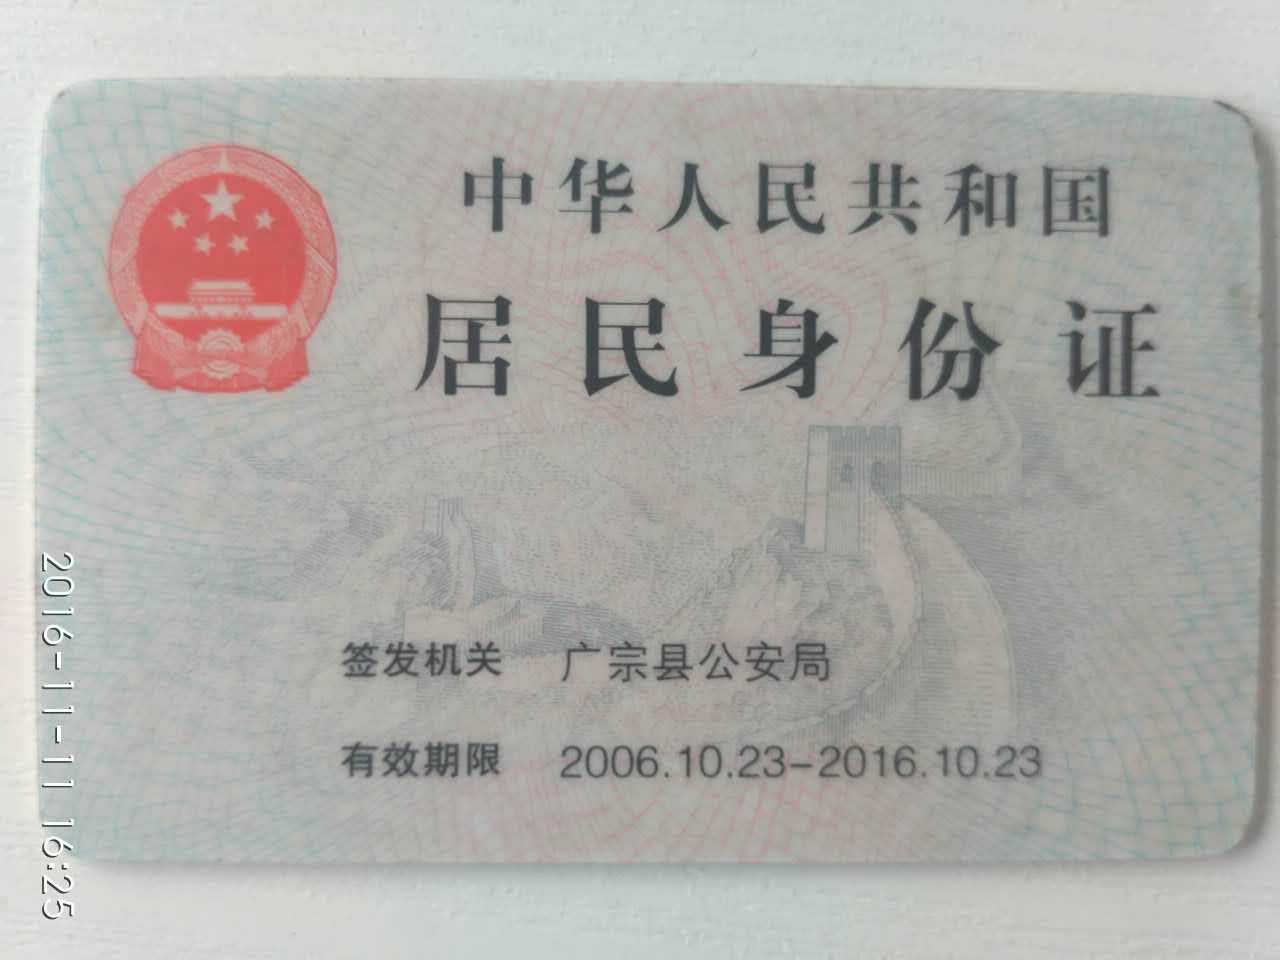 中华人民共和国
居民身份证
签发机关 广宗县公安局
有效期限 2006.10.23-2016.10.23
2016-11-11 16:25